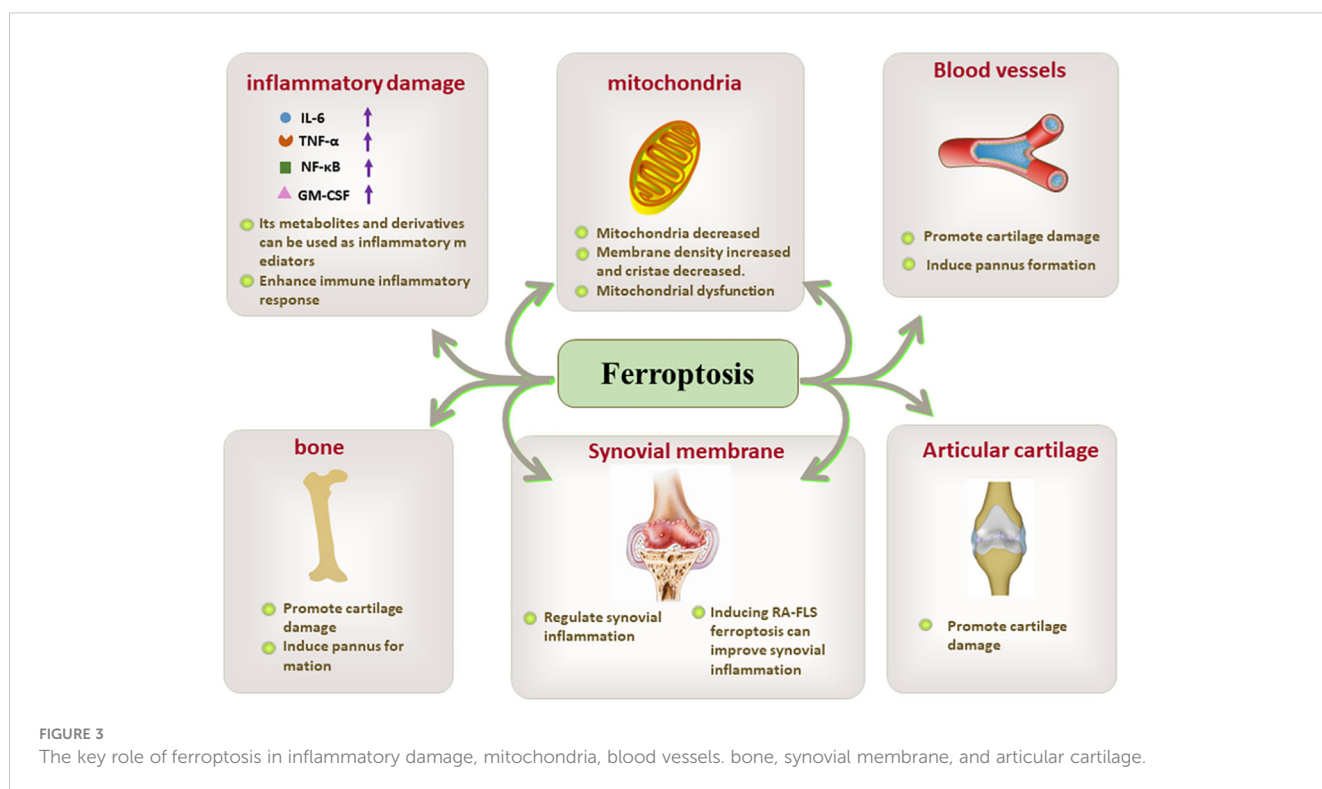 inflammatory damage
IL-6
TNF-α
NF-κB
GM-CSF
Its metabolites and derivatives
can be used as inflammatory m
ediators
Enhance immune inflammatory
response
mitochondria
Mitochondria decreased
Membrane density increased
and cristae decreased.
Mitochondrial dysfunction
Blood vessels
Promote cartilage damage
Induce pannus formation
Ferroptosis
bone
Promote cartilage
damage
Induce pannus for
mation
Synovial membrane
Regulate synovial
inflammation
Inducing RA-FLS
ferroptosis can
improve synovial
inflammation
Articular cartilage
Promote cartilage
damage
FIGURE 3
The key role of ferroptosis in inflammatory damage, mitochondria, blood vessels. bone, synovial membrane, and articular cartilage.